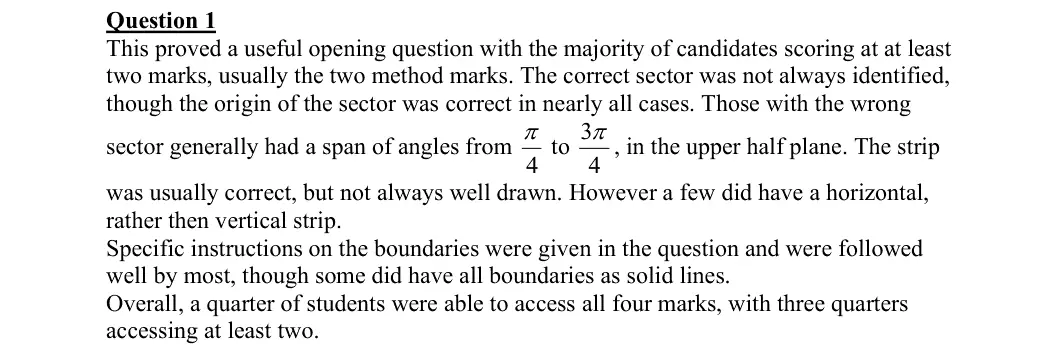 Question 1
This proved a useful opening question with the majority of candidates scoring at at least
two marks, usually the two method marks. The correct sector was not always identified,
though the origin of the sector was correct in nearly all cases. Those with the wrong
sector generally had a span of angles from π/4 to 3π/4, in the upper half plane. The strip
was usually correct, but not always well drawn. However a few did have a horizontal,
rather then vertical strip.
Specific instructions on the boundaries were given in the question and were followed
well by most, though some did have all boundaries as solid lines.
Overall, a quarter of students were able to access all four marks, with three quarters
accessing at least two.